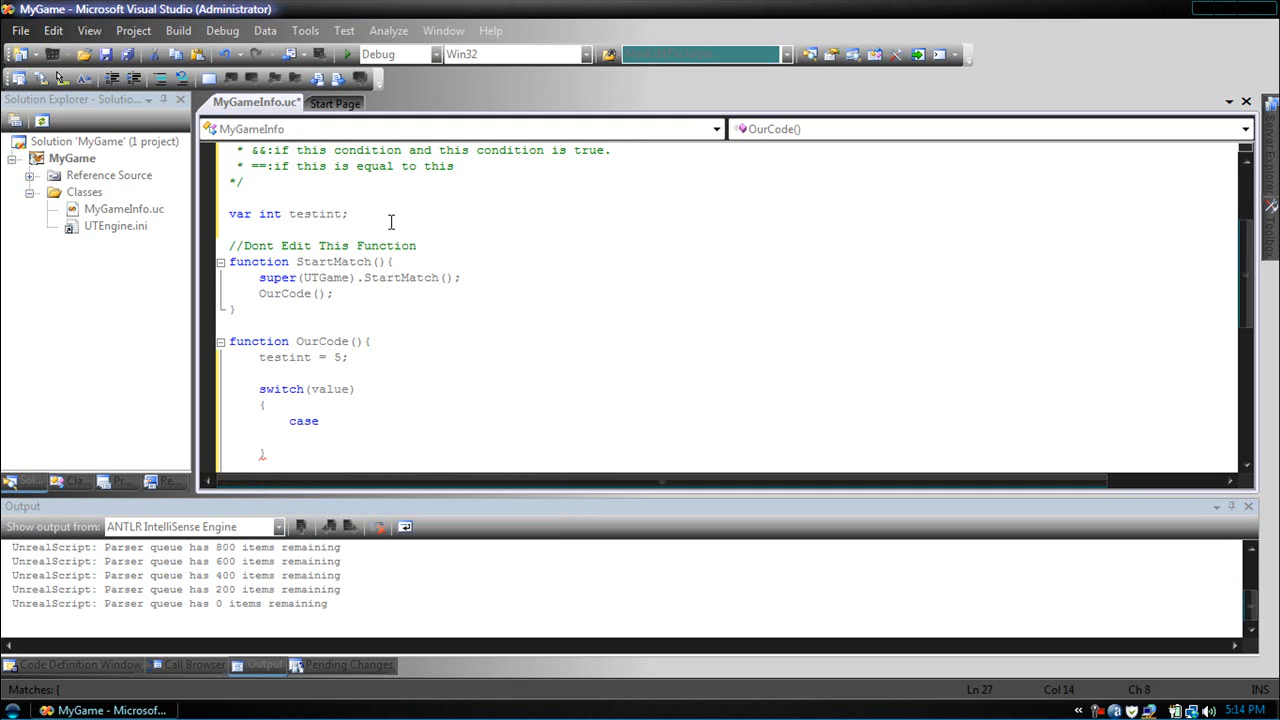 MyGame - Microsoft Visual Studio (Administrator)
File Edit View Project Build Debug Data Tools Test Analyze Window Help
Debug Win32
Solution Explorer - Solutio...
MyGameInfo.uc* Start Page
MyGameInfo OurCode()
Solution 'MyGame' (1 project)
MyGame
Reference Source
Classes
MyGameInfo.uc
UTEngine.ini
* &&:if this condition and this condition is true.
* ==:if this is equal to this
*/
var int testint;
//Dont Edit This Function
function StartMatch(){
super(UTGame).StartMatch();
OurCode();
}
function OurCode(){
testint = 5;
switch(value)
{
case
}
Server Explorer
Toolbox
Sol... Cla... Pr... Re...
Output
Show output from: ANTLR IntelliSense Engine
UnrealScript: Parser queue has 800 items remaining
UnrealScript: Parser queue has 600 items remaining
UnrealScript: Parser queue has 400 items remaining
UnrealScript: Parser queue has 200 items remaining
UnrealScript: Parser queue has 0 items remaining
Code Definition Window Call Browser Output Pending Changes
Matches: { Ln 27 Col 14 Ch 8 INS
MyGame - Microsof... « 5:14 PM